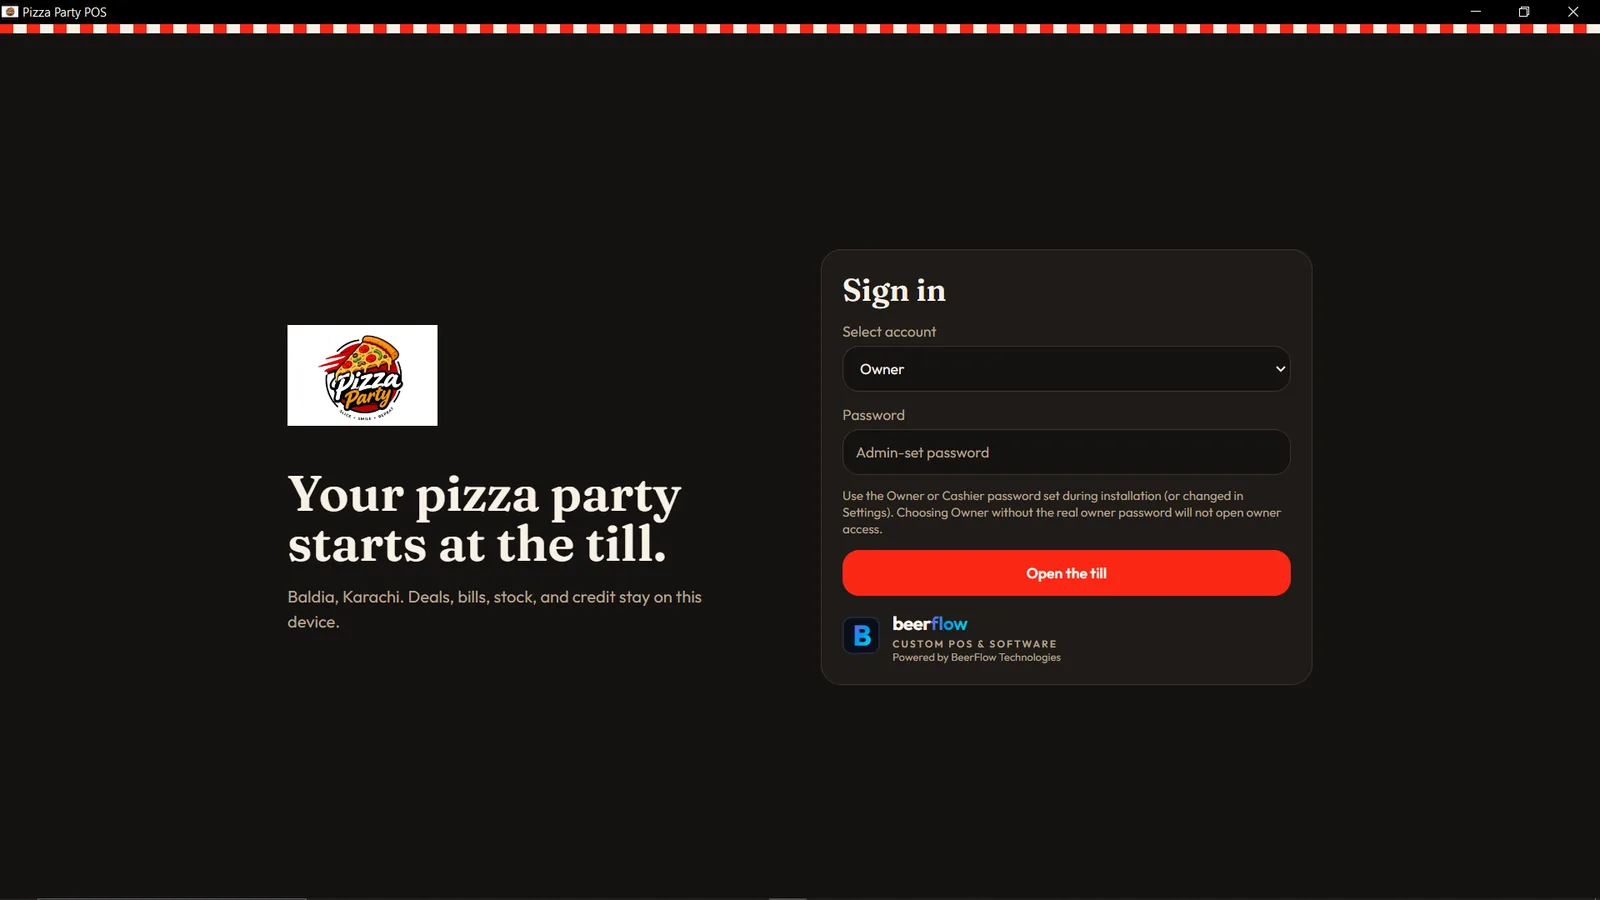 Pizza Party POS
Pizza
Party
SLICE • SMILE • REPEAT
Your pizza party
starts at the till.
Baldia, Karachi. Deals, bills, stock, and credit stay on this
device.
Sign in
Select account
Owner
Password
Admin-set password
Use the Owner or Cashier password set during installation (or changed in
Settings). Choosing Owner without the real owner password will not open owner
access.
Open the till
B
beerflow
CUSTOM POS & SOFTWARE
Powered by BeerFlow Technologies